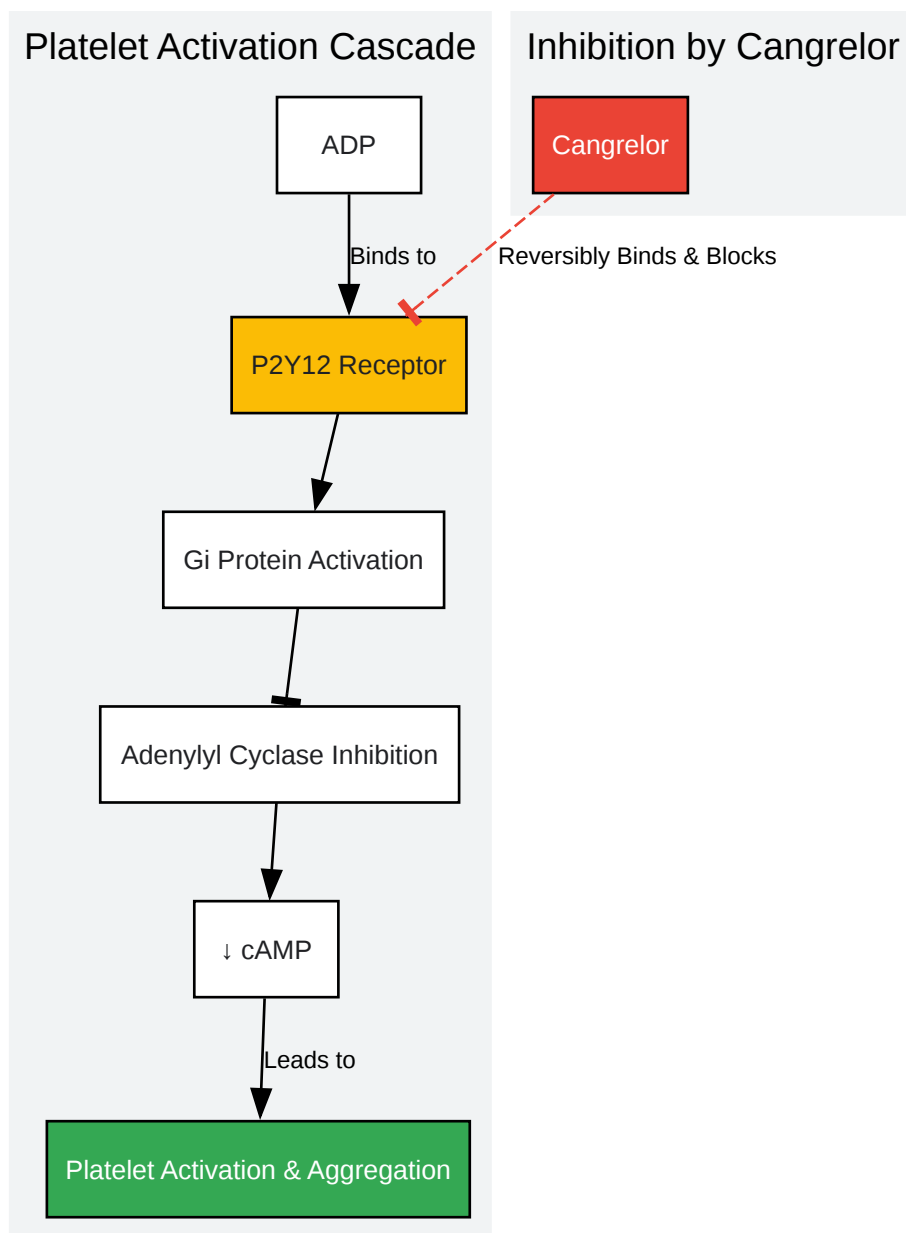 Platelet Activation Cascade
Inhibition by Cangrelor
ADP
Cangrelor
Binds to
Reversibly Binds & Blocks
P2Y12 Receptor
Gi Protein Activation
Adenylyl Cyclase Inhibition
↓ cAMP
Leads to
Platelet Activation & Aggregation